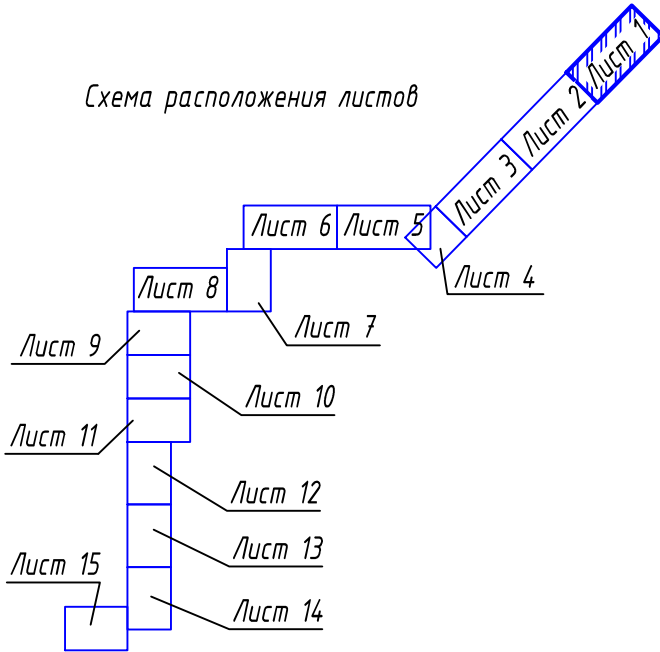 Схема расположения листов
Лист 1
Лист 2
Лист 3
Лист 4
Лист 5
Лист 6
Лист 7
Лист 8
Лист 9
Лист 10
Лист 11
Лист 12
Лист 13
Лист 14
Лист 15